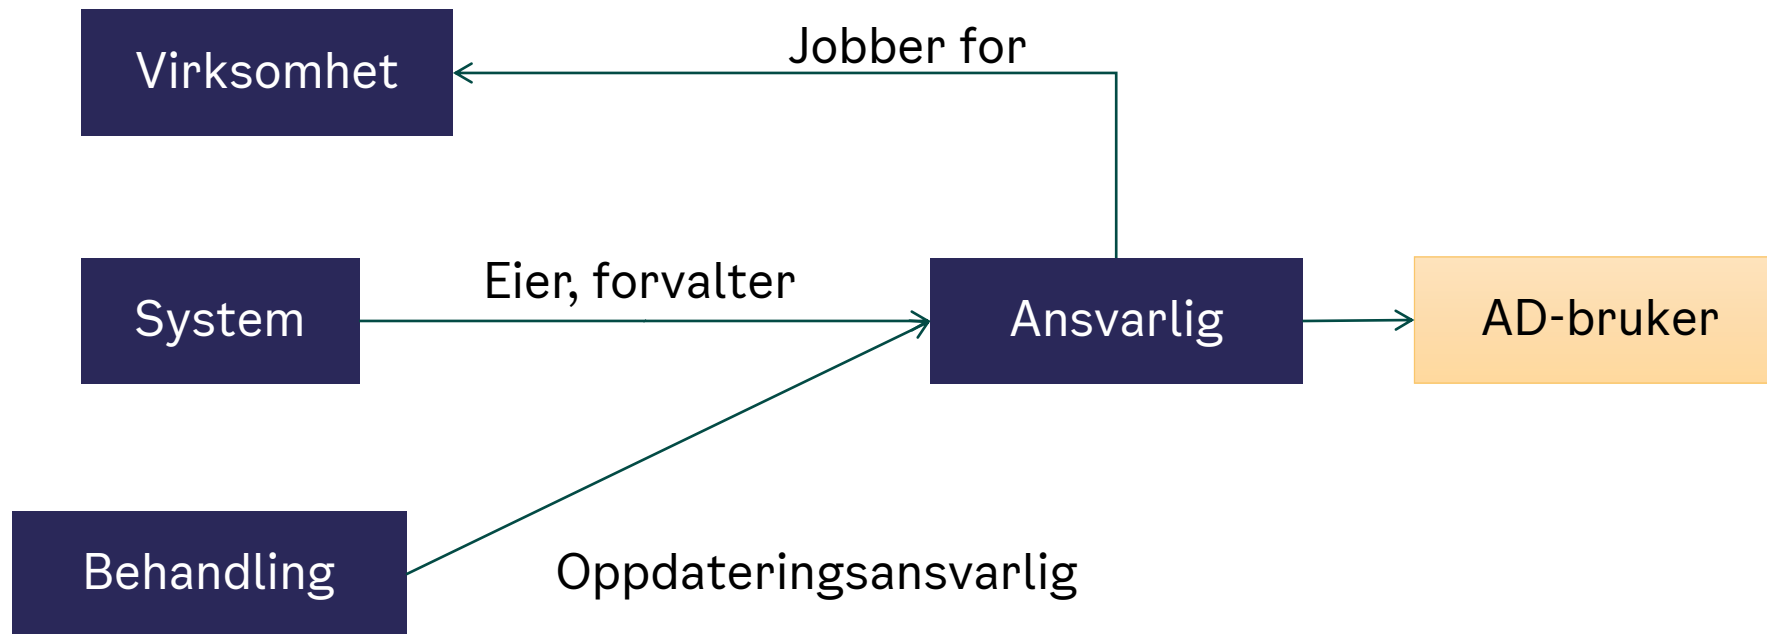 Virksomhet
Jobber for
System
Eier, forvalter
Ansvarlig
AD-bruker
Behandling
Oppdateringsansvarlig